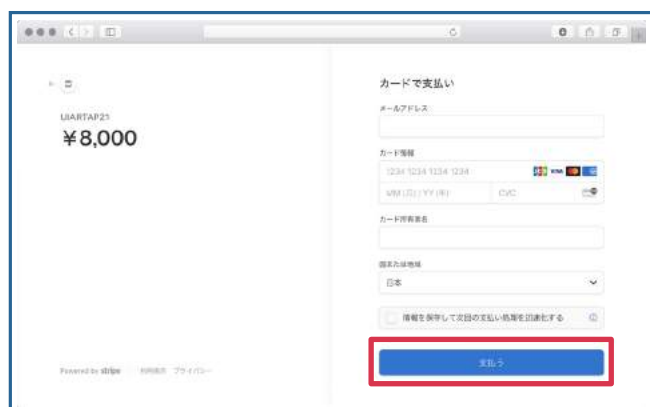 UIARTAP21
¥8,000
カードで支払い
メールアドレス
カード情報
1234 1234 1234 1234
VISA
MM (月) / YY (年)
CVC
カード所有者名
国または地域
日本
情報を保存して次回の支払い処理を迅速化する
支払う
Powered by stripe
プライバシー